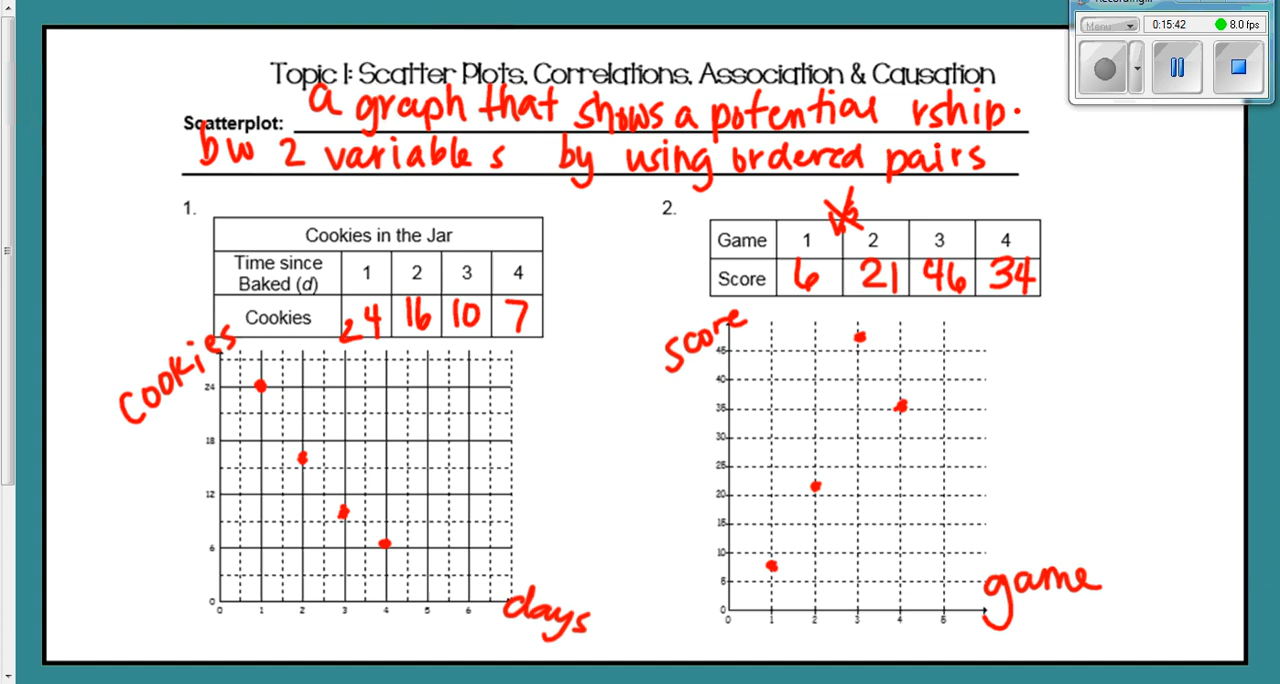 Recording...
Menu
0:15:42
8.0 fps
Topic 1: Scatter Plots, Correlations, Association & Causation
Scatterplot: a graph that shows a potential rship.
bw 2 variables by using ordered pairs
1.
Cookies in the Jar
Time since Baked (d) 1 2 3 4
Cookies 24 16 10 7
cookies
24
18
12
6
0
0 1 2 3 4 5 6
days
2.
Game 1 2 3 4
Score 6 21 46 34
score
45
40
35
30
25
20
15
10
5
0
0 1 2 3 4 5
game